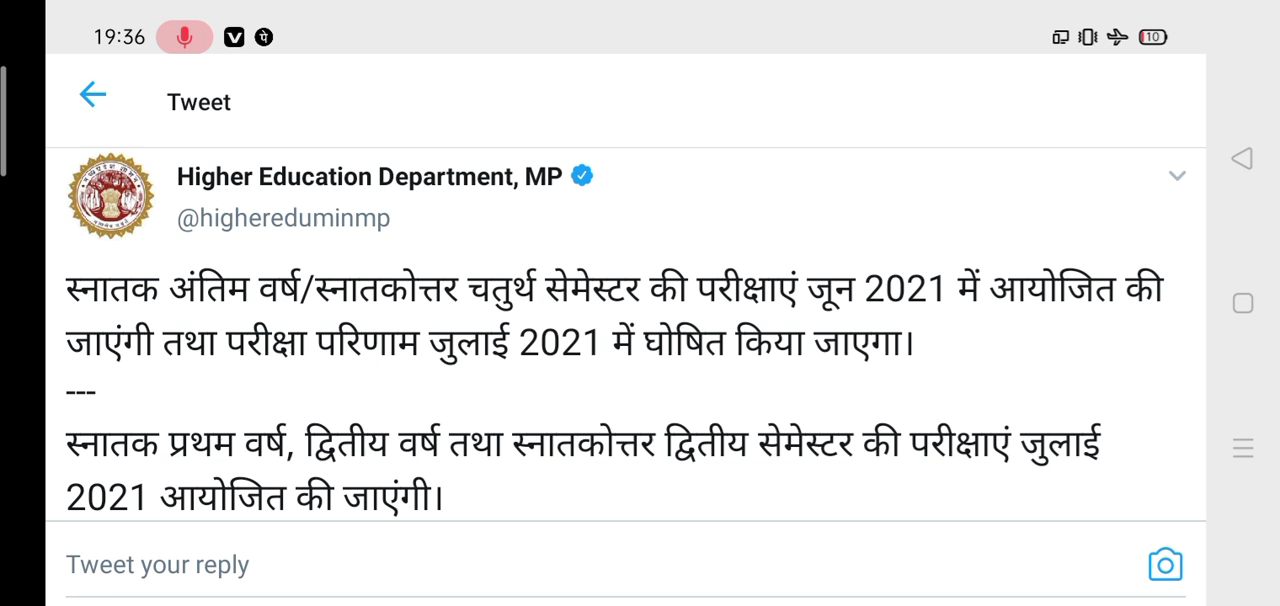 19:36
10
Tweet
Higher Education Department, MP
@highereduminmp
स्नातक अंतिम वर्ष/स्नातकोत्तर चतुर्थ सेमेस्टर की परीक्षाएं जून 2021 में आयोजित की
जाएंगी तथा परीक्षा परिणाम जुलाई 2021 में घोषित किया जाएगा।
---
स्नातक प्रथम वर्ष, द्वितीय वर्ष तथा स्नातकोत्तर द्वितीय सेमेस्टर की परीक्षाएं जुलाई
2021 आयोजित की जाएंगी।
Tweet your reply